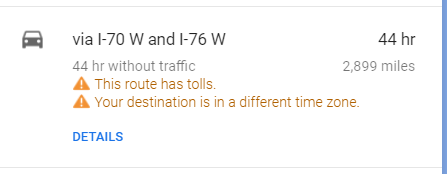 via I-70 W and I-76 W 44 hr
44 hr without traffic 2,899 miles
This route has tolls.
Your destination is in a different time zone.
DETAILS